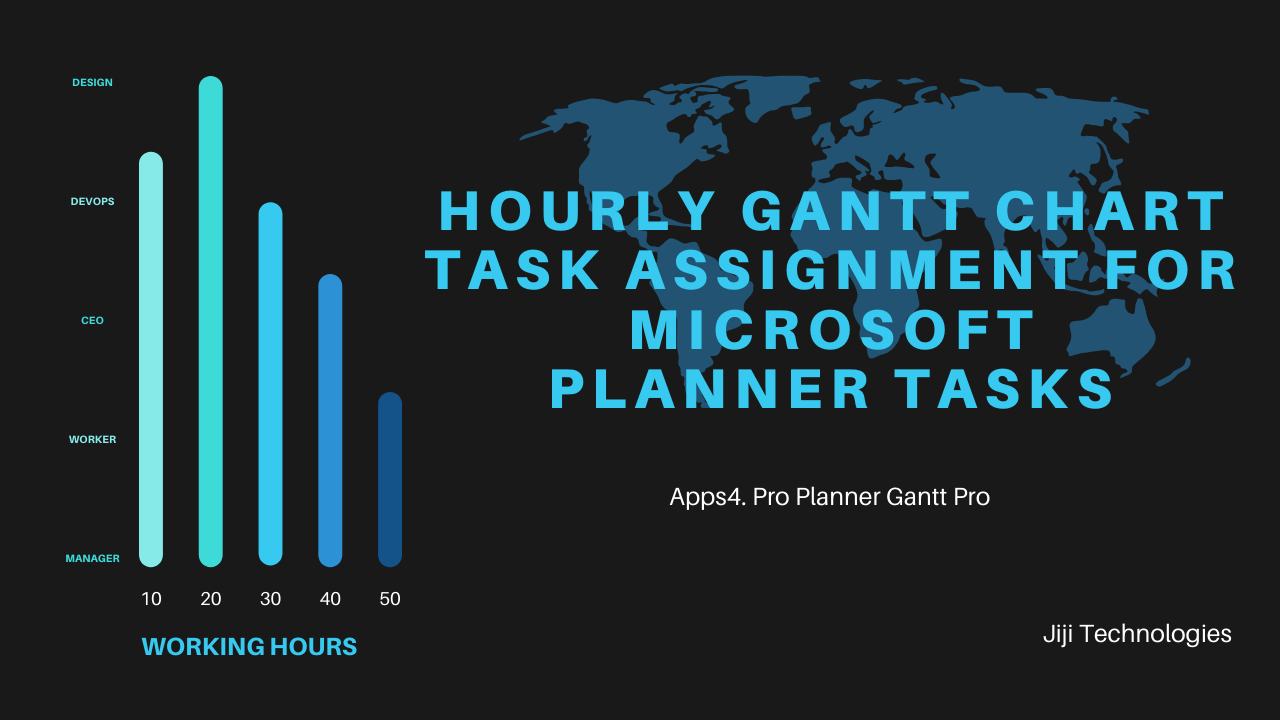 DESIGN
DEVOPS
CEO
WORKER
MANAGER
10 20 30 40 50
WORKING HOURS
HOURLY GANTT CHART
TASK ASSIGNMENT FOR
MICROSOFT
PLANNER TASKS
Apps4. Pro Planner Gantt Pro
Jiji Technologies